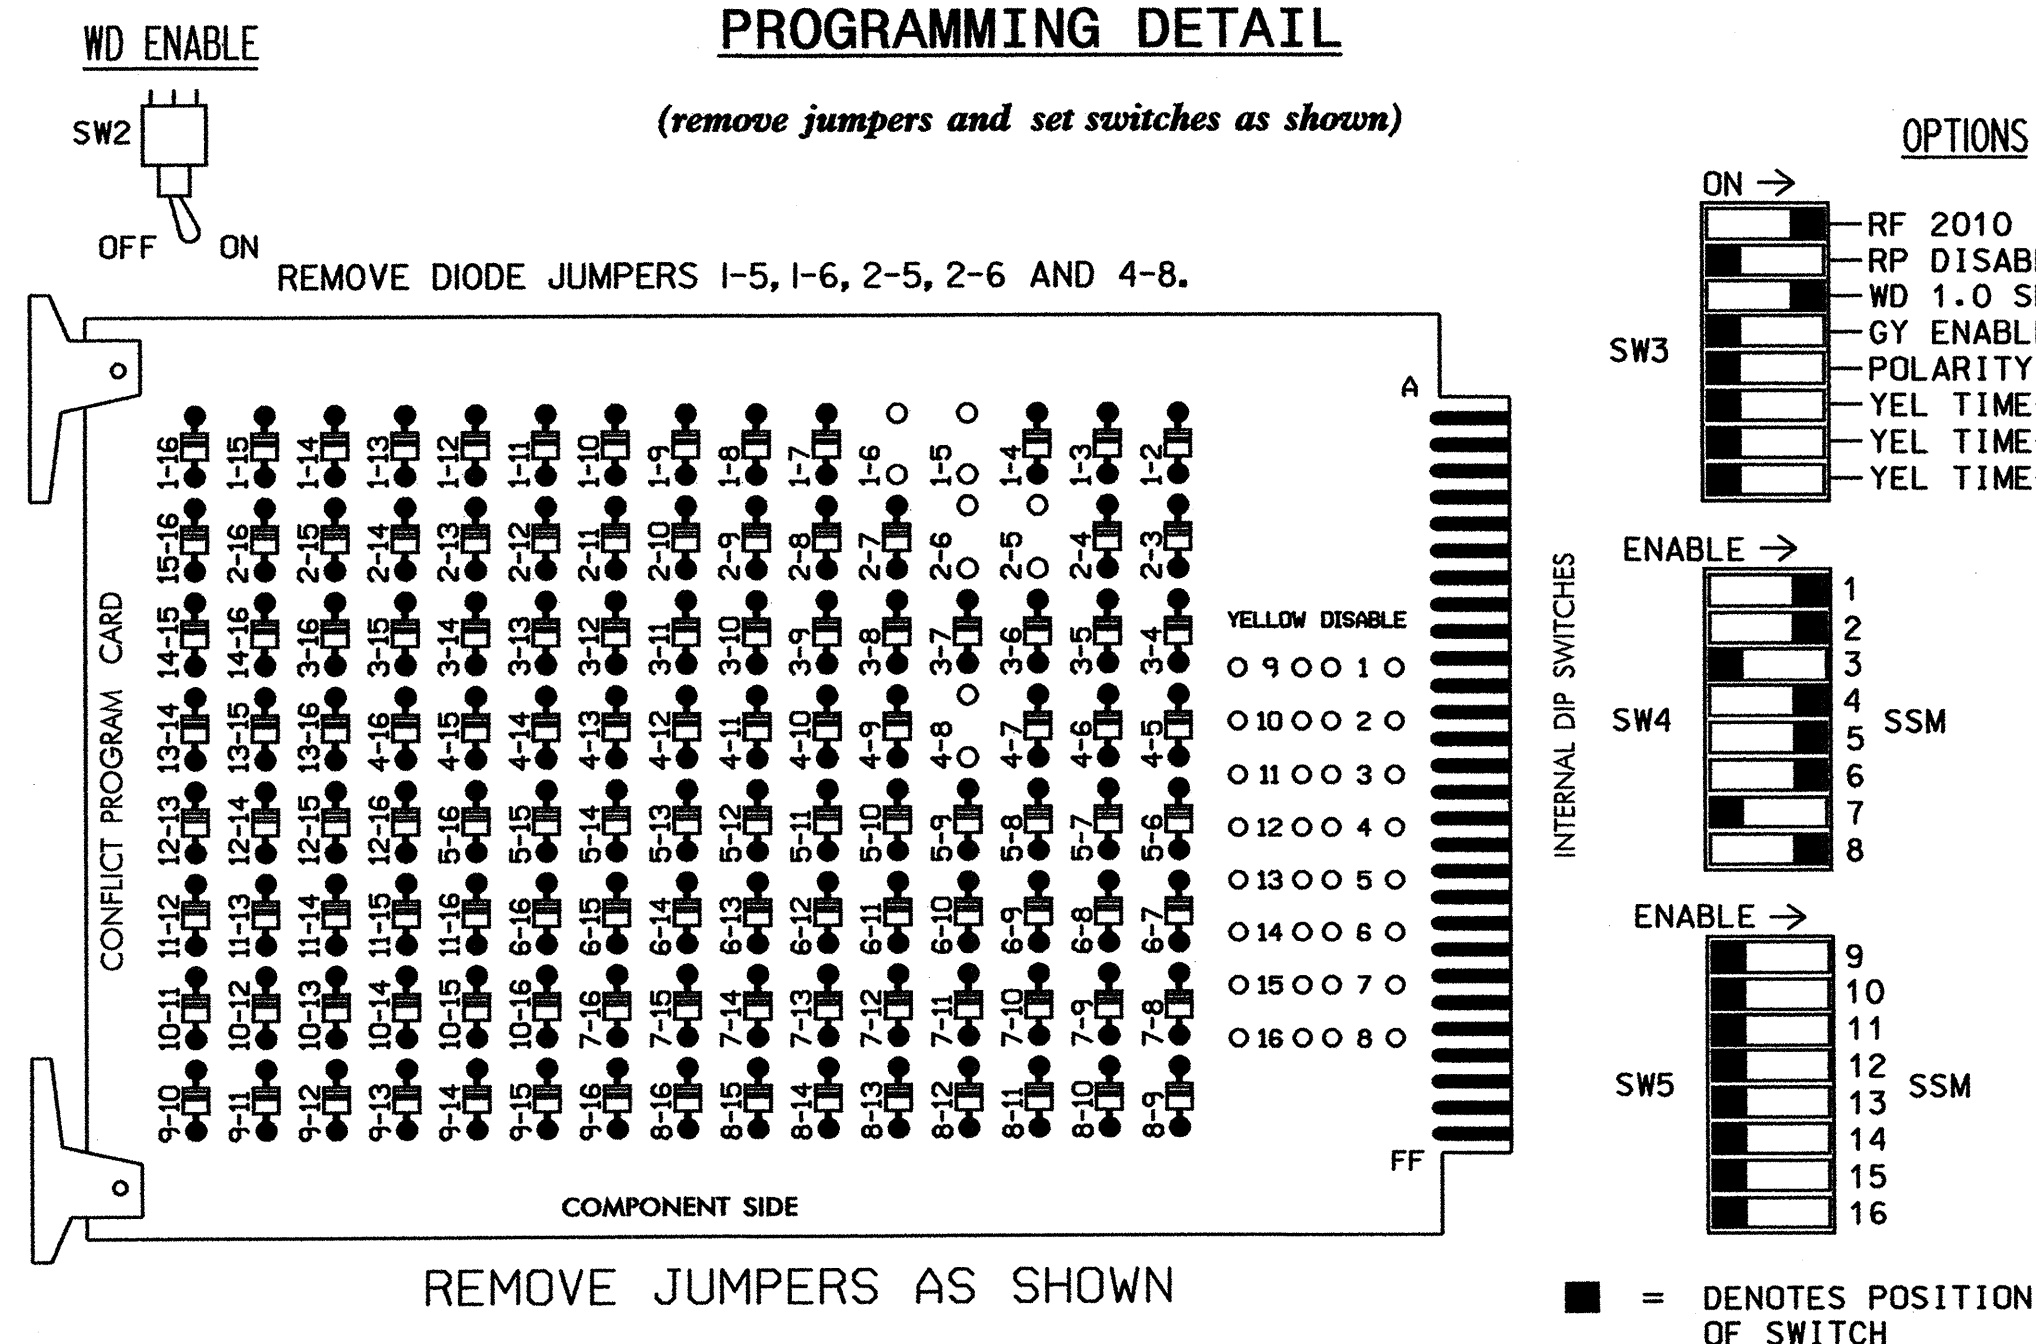 PROGRAMMING DETAIL
WD ENABLE
(remove jumpers and set switches as shown)
SW2
OFF ON
REMOVE DIODE JUMPERS 1-5, 1-6, 2-5, 2-6 AND 4-8.
CONFLICT PROGRAM CARD
1-16 1-15 1-14 1-13 1-12 1-11 1-10 1-9 1-8 1-7 1-6 1-5 1-4 1-3 1-2
15-16 2-16 2-15 2-14 2-13 2-12 2-11 2-10 2-9 2-8 2-7 2-6 2-5 2-4 2-3
14-15 14-16 3-16 3-15 3-14 3-13 3-12 3-11 3-10 3-9 3-8 3-7 3-6 3-5 3-4
13-14 13-15 13-16 4-16 4-15 4-14 4-13 4-12 4-11 4-10 4-9 4-8 4-7 4-6 4-5
12-13 12-14 12-15 12-16 5-16 5-15 5-14 5-13 5-12 5-11 5-10 5-9 5-8 5-7 5-6
11-12 11-13 11-14 11-15 11-16 6-16 6-15 6-14 6-13 6-12 6-11 6-10 6-9 6-8 6-7
10-11 10-12 10-13 10-14 10-15 10-16 7-16 7-15 7-14 7-13 7-12 7-11 7-10 7-9 7-8
9-10 9-11 9-12 9-13 9-14 9-15 9-16 8-16 8-15 8-14 8-13 8-12 8-11 8-10 8-9
A
YELLOW DISABLE
9 1
10 2
11 3
12 4
13 5
14 6
15 7
16 8
FF
COMPONENT SIDE
REMOVE JUMPERS AS SHOWN
INTERNAL DIP SWITCHES
OPTIONS
ON →
SW3
RF 2010
RP
WD 1.0
GY
POLARITY
YEL TIME
YEL TIME
YEL TIME
ENABLE →
SW4
1
2
3
4
5
6
7
8
SSM
ENABLE →
SW5
9
10
11
12
13
14
15
16
SSM
= DENOTES POSITION
OF SWITCH